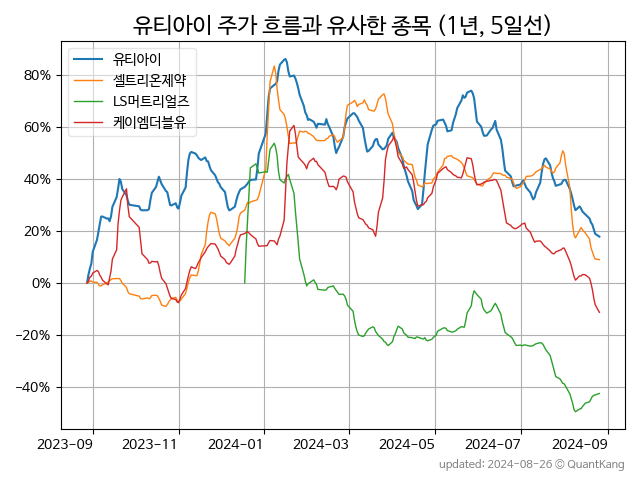 유티아이 주가 흐름과 유사한 종목 (1년, 5일선)
유티아이
셀트리온제약
LS머트리얼즈
케이엠더블유
80%
60%
40%
20%
0%
−20%
−40%
2023-09
2023-11
2024-01
2024-03
2024-05
2024-07
2024-09
updated: 2024-08-26 ⓒ QuantKang